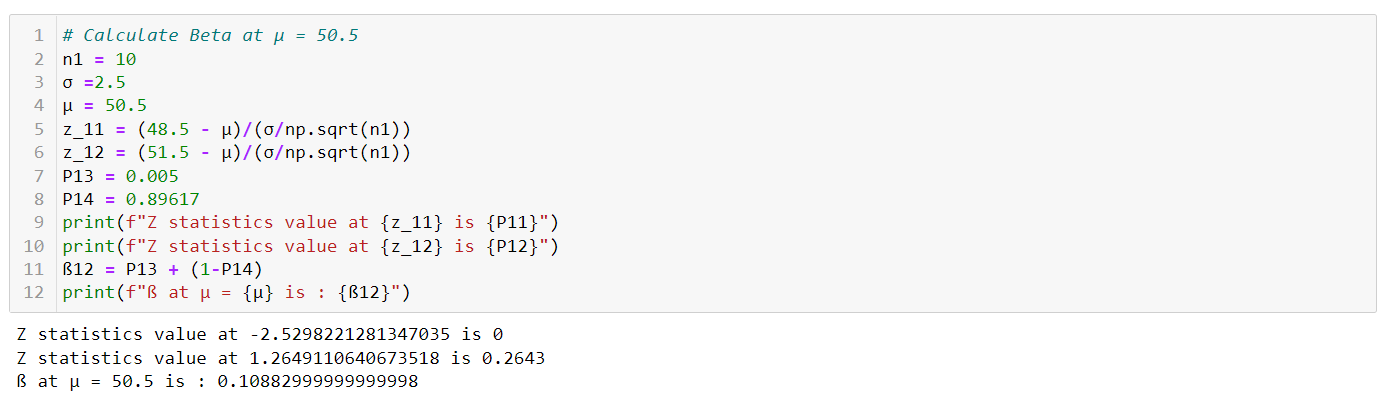 1 # Calculate Beta at μ = 50.5
2 n1 = 10
3 σ =2.5
4 μ = 50.5
5 z_11 = (48.5 - μ)/(σ/np.sqrt(n1))
6 z_12 = (51.5 - μ)/(σ/np.sqrt(n1))
7 P13 = 0.005
8 P14 = 0.89617
9 print(f"Z statistics value at {z_11} is {P11}")
10 print(f"Z statistics value at {z_12} is {P12}")
11 ß12 = P13 + (1-P14)
12 print(f"ß at μ = {μ} is : {ß12}")
Z statistics value at -2.5298221281347035 is 0
Z statistics value at 1.2649110640673518 is 0.2643
ß at μ = 50.5 is : 0.10882999999999998